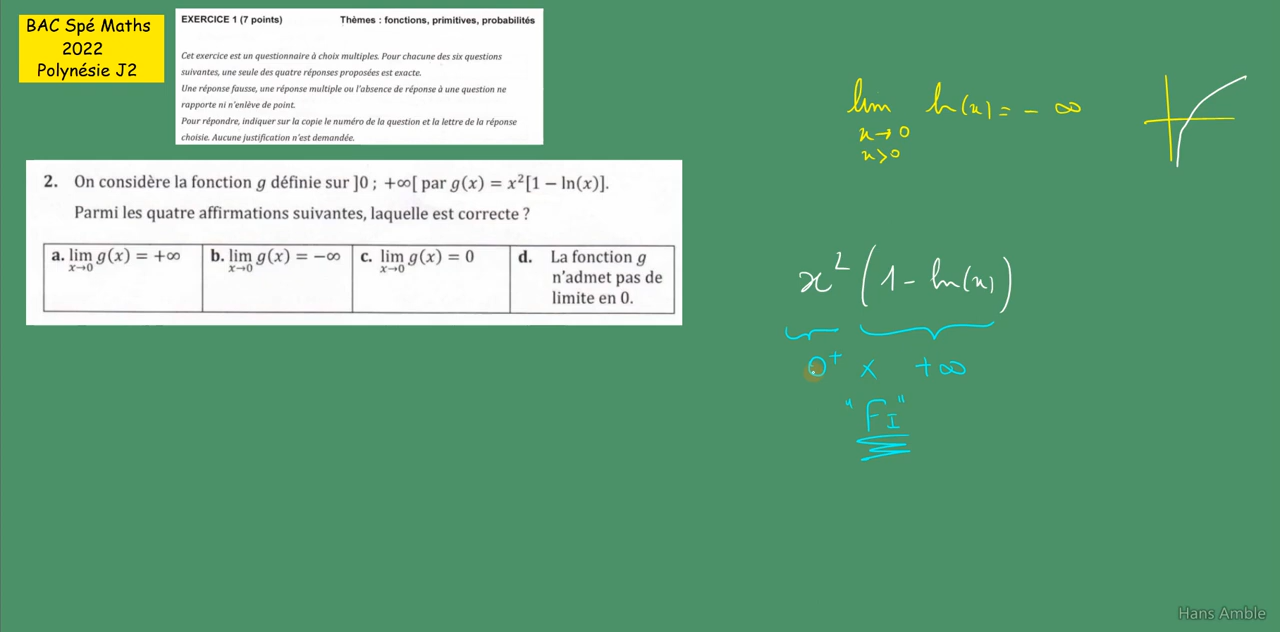 BAC Spé Maths
2022
Polynésie J2
EXERCICE 1 (7 points) Thèmes : fonctions, primitives, probabilités
Cet exercice est un questionnaire à choix multiples. Pour chacune des six questions
suivantes, une seule des quatre réponses proposées est exacte.
Une réponse fausse, une réponse multiple ou l'absence de réponse à une question ne
rapporte ni n'enlève de point.
Pour répondre, indiquer sur la copie le numéro de la question et la lettre de la réponse
choisie. Aucune justification n'est demandée.
2. On considère la fonction g définie sur ]0 ; +∞[ par g(x) = x²[1 − ln(x)].
Parmi les quatre affirmations suivantes, laquelle est correcte ?
a. lim g(x) = +∞
x→0
b. lim g(x) = −∞
x→0
c. lim g(x) = 0
x→0
d. La fonction g
n'admet pas de
limite en 0.
lim ln(x) = − ∞
x → 0
x > 0
x² (1 − ln(x))
0⁺ × +∞
"FI"
Hans Amble